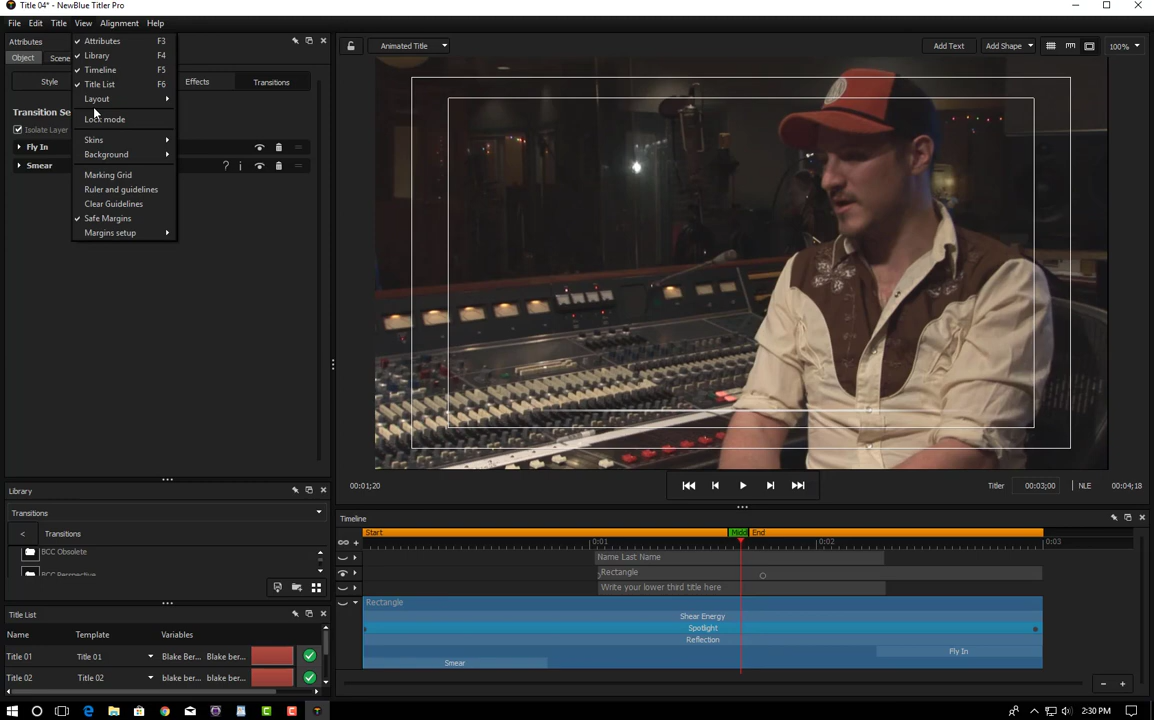 Title 04* - NewBlue Titler Pro
File Edit Title View Alignment Help
Attributes
Object Scene
Style Effects Transitions
Transition Se
Isolate Layer
Fly In
Smear ? i
Attributes F3
Library F4
Timeline F5
Title List F6
Layout
Lock mode
Skins
Background
Marking Grid
Ruler and guidelines
Clear Guidelines
Safe Margins
Margins setup
Animated Title Add Text Add Shape 100%
00:01;20 Titler 00:03;00 NLE 00:04;18
Library
Transitions
< Transitions
BCC Obsolete
BCC Perspective
Title List
Name Template Variables
Title 01 Title 01 Blake ber... Blake ber...
Title 02 Title 02 blake ber... blake ber...
Timeline
Start Midd End
0:01 0:02 0:03
Name Last Name
Rectangle
Write your lower third title here
Rectangle
Shear Energy
Spotlight
Reflection
Fly In
Smear
2:30 PM